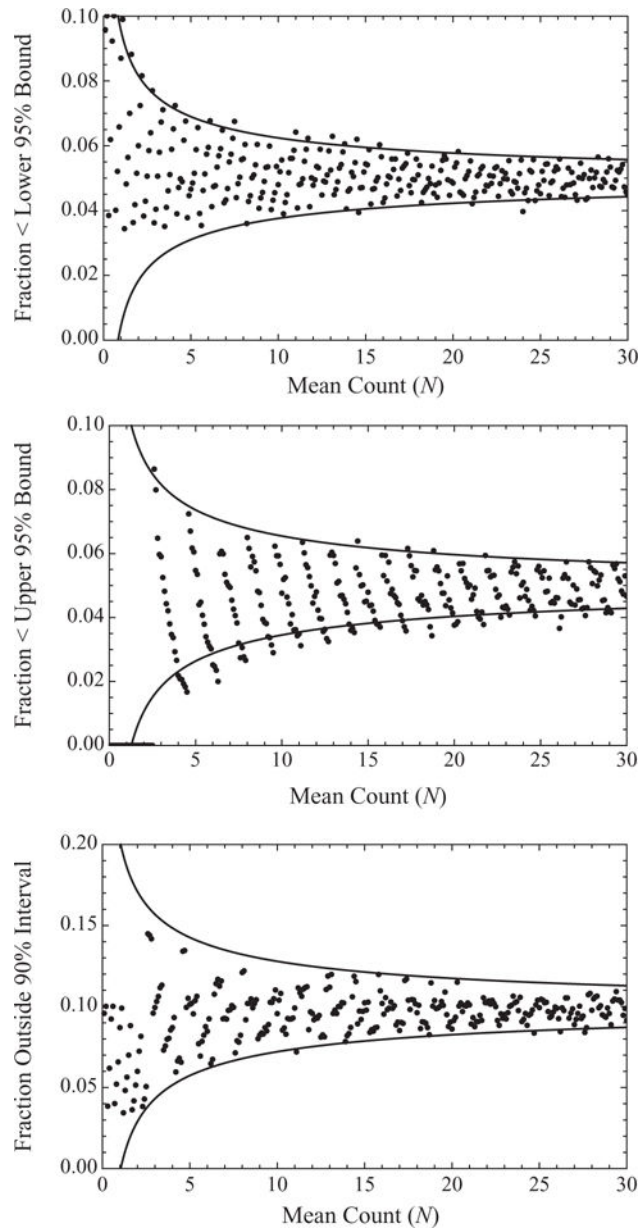 0.10
0.08
0.06
0.04
0.02
0.00
Fraction < Lower 95% Bound
0 5 10 15 20 25 30
Mean Count (N)
0.10
0.08
0.06
0.04
0.02
0.00
Fraction < Upper 95% Bound
0 5 10 15 20 25 30
Mean Count (N)
0.20
0.15
0.10
0.05
0.00
Fraction Outside 90% Interval
0 5 10 15 20 25 30
Mean Count (N)